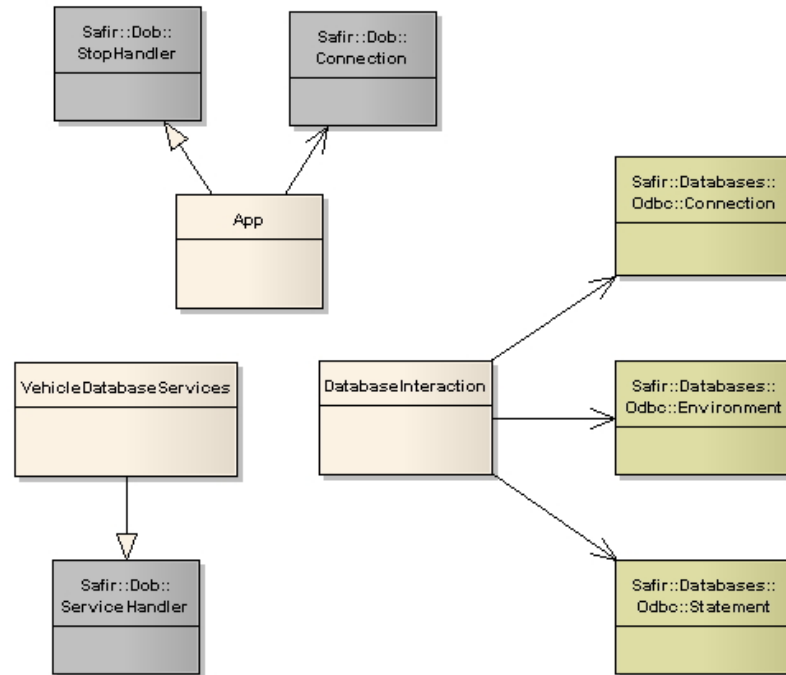 Safir::Dob::
StopHandler
Safir::Dob::
Connection
App
Safir::Databases::
Odbc::Connection
VehicleDatabaseServices
DatabaseInteraction
Safir::Databases::
Odbc::Environment
Safir::Dob::
ServiceHandler
Safir::Databases::
Odbc::Statement